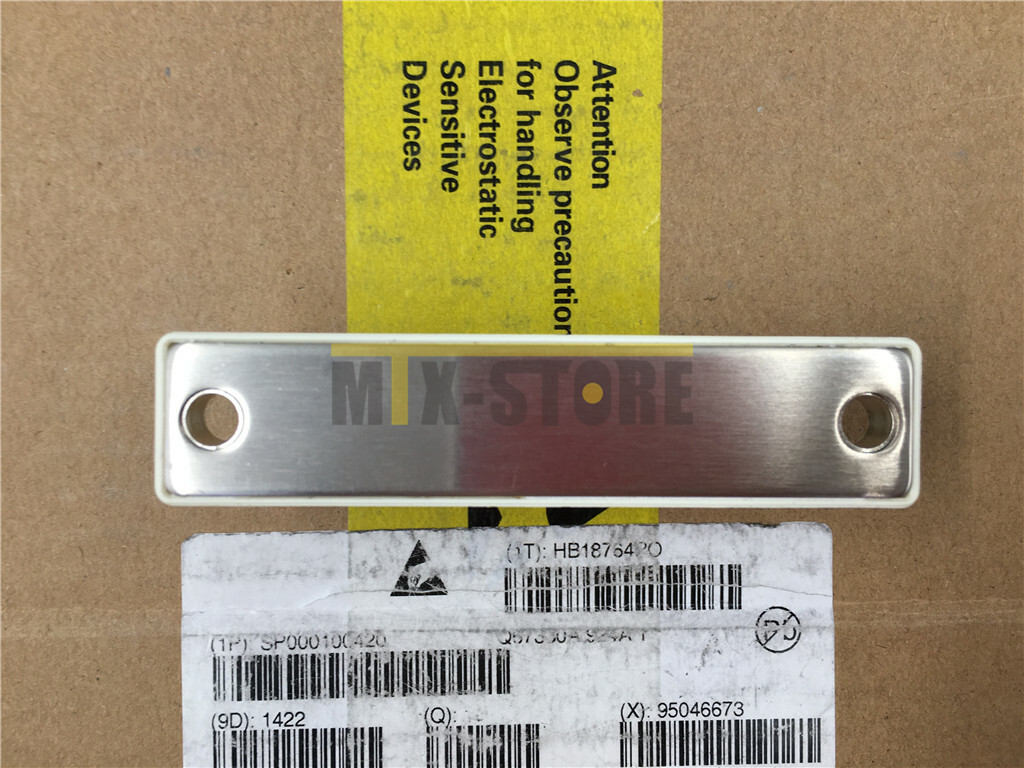 Attention
Observe precaution
for handling
Electrostatic
Sensitive
Devices
MTX-STORE
(1T): HB187642O
(1P): SP000100420
(9D): 1422
(Q):
(X): 95046673